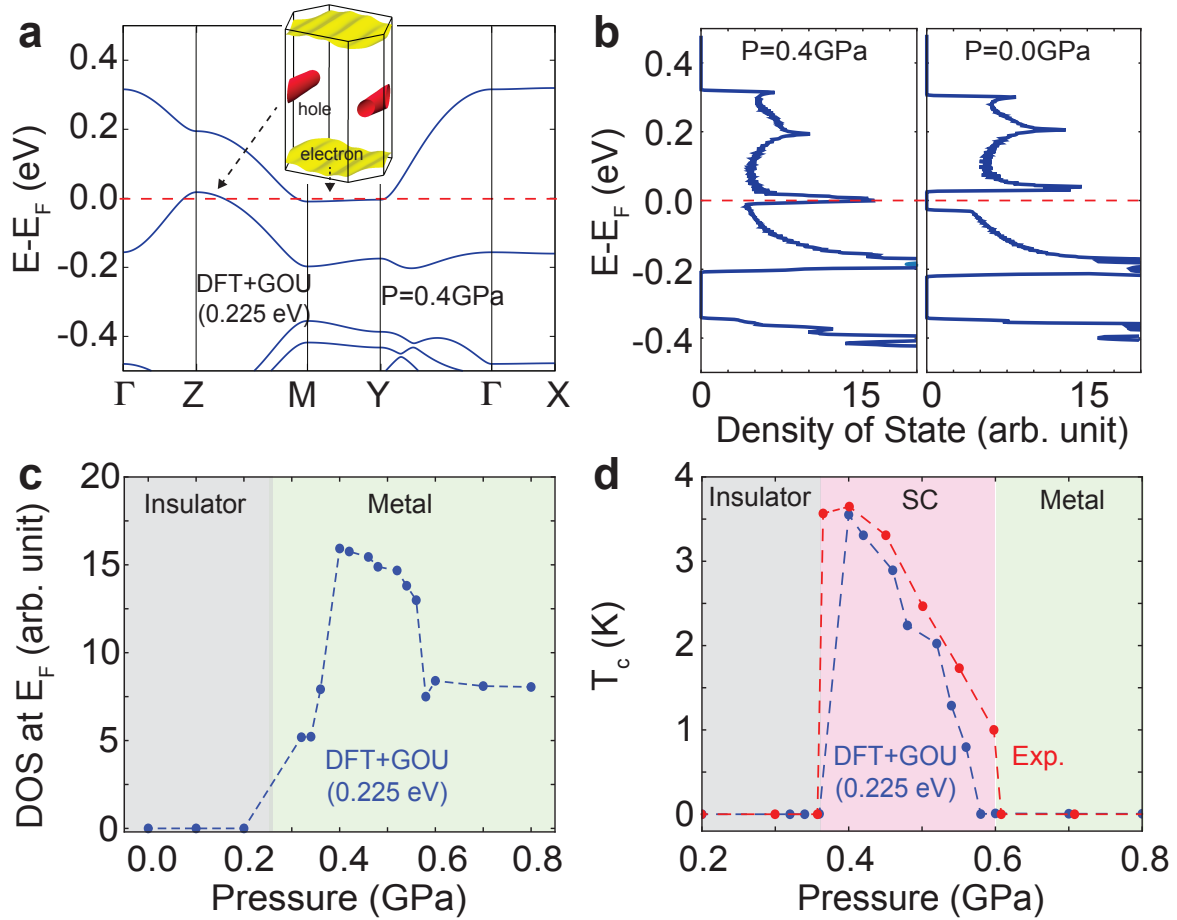 a
0.4
0.2
0.0
-0.2
-0.4
E-E_F (eV)
hole
electron
DFT+GOU
(0.225 eV)
P=0.4GPa
Γ Z M Y Γ X
b
P=0.4GPa
P=0.0GPa
0.4
0.2
0.0
-0.2
-0.4
E-E_F (eV)
0 15 0 15
Density of State (arb. unit)
c
20
15
10
5
0
DOS at E_F (arb. unit)
Insulator
Metal
DFT+GOU
(0.225 eV)
0.0 0.2 0.4 0.6 0.8
Pressure (GPa)
d
4
3
2
1
0
T_c (K)
Insulator
SC
Metal
DFT+GOU
(0.225 eV)
Exp.
0.2 0.4 0.6 0.8
Pressure (GPa)